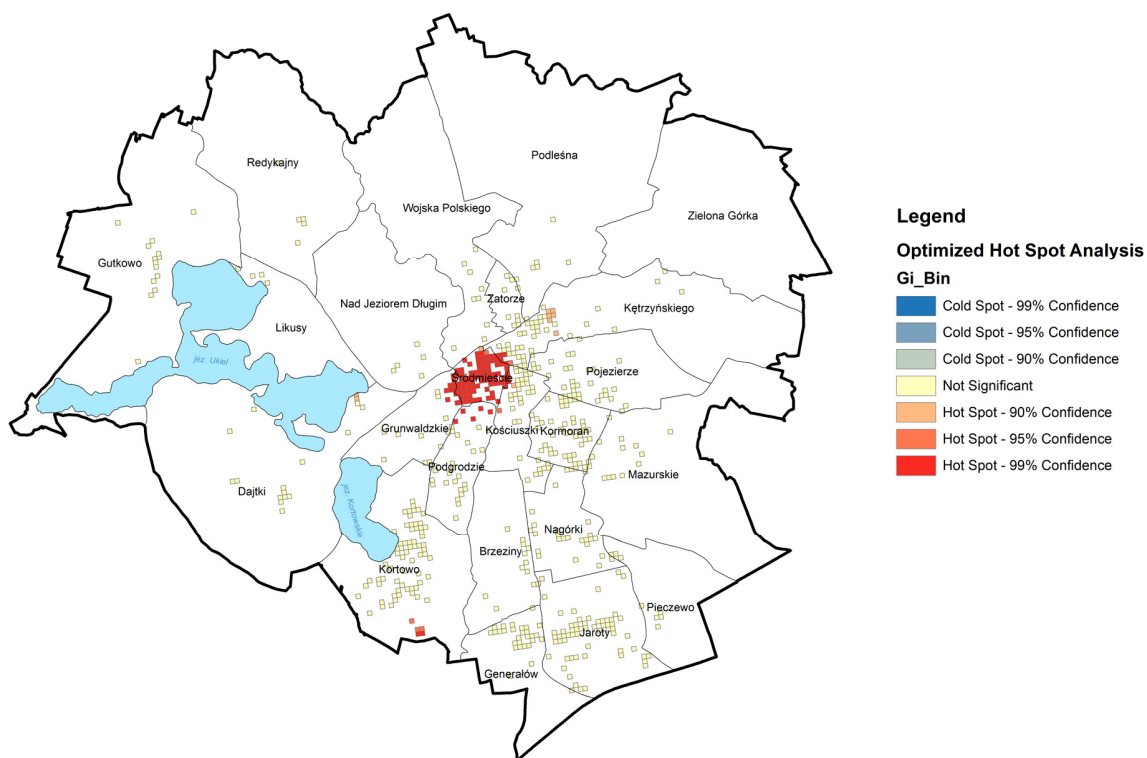 Redykajny
Podleśna
Wojska Polskiego
Zielona Górka
Gutkowo
Nad Jeziorem Długim
Zatorze
Kętrzyńskiego
Likusy
jez. Ukiel
Pojezierze
Śródmieście
Grunwaldzkie
Kościuszki
Kormoran
Podgrodzie
Mazurskie
Dajtki
jez. Kortowskie
Nagórki
Brzeziny
Kortowo
Pieczewo
Jaroty
Generałów
Legend
Optimized Hot Spot Analysis
Gi_Bin
Cold Spot - 99% Confidence
Cold Spot - 95% Confidence
Cold Spot - 90% Confidence
Not Significant
Hot Spot - 90% Confidence
Hot Spot - 95% Confidence
Hot Spot - 99% Confidence